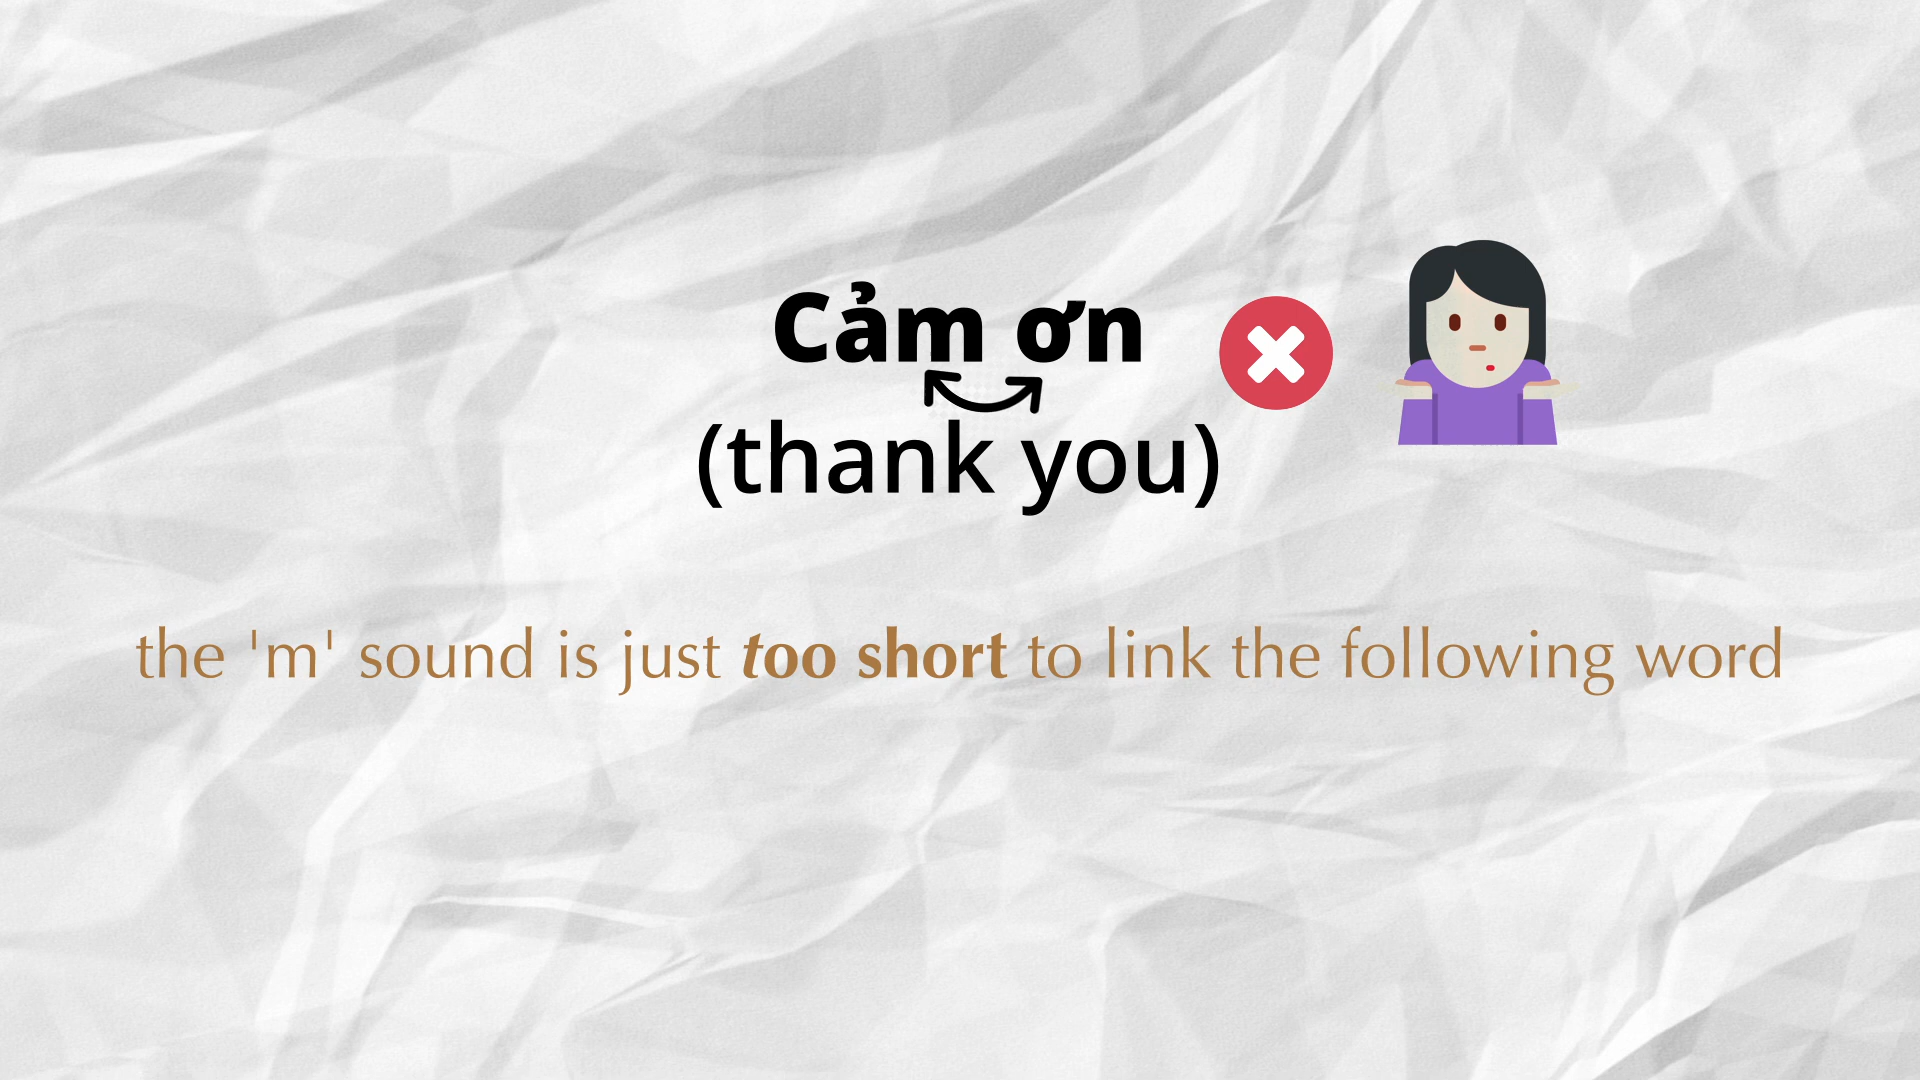 Cảm ơn
(thank you)
the 'm' sound is just too short to link the following word